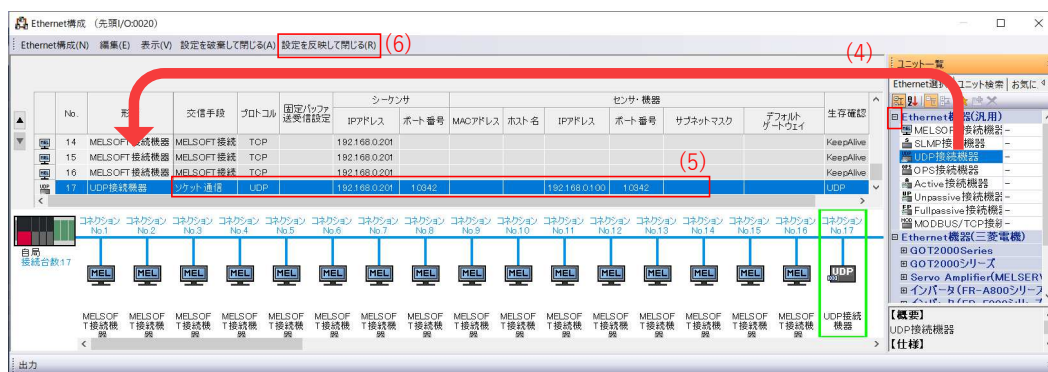 Ethernet構成 (先頭I/O:0020)
Ethernet構成(N) 編集(E) 表示(V) 設定を破棄して閉じる(A) 設定を反映して閉じる(R) (6)
(4)
ユニット一覧
Ethernet選択 ユニット検索 お気に
シーケンサ センサ・機器
No. 交信手段 プロトコル 固定バッファ送受信設定 IPアドレス ポート番号 MACアドレス ホスト名 IPアドレス ポート番号 サブネットマスク デフォルトゲートウェイ 生存確認
14 MELSOFT接続機器 MELSOFT接続 TCP 192.168.0.201 KeepAlive
15 MELSOFT接続機器 MELSOFT接続 TCP 192.168.0.201 KeepAlive
16 MELSOFT接続機器 MELSOFT接続 TCP 192.168.0.201 KeepAlive
17 UDP接続機器 ソケット通信 UDP 192.168.0.201 10342 192.168.0.100 10342 UDP
(5)
コネクション No.1 コネクション No.2 コネクション No.3 コネクション No.4 コネクション No.5 コネクション No.6 コネクション No.7 コネクション No.8 コネクション No.9 コネクション No.10 コネクション No.11 コネクション No.12 コネクション No.13 コネクション No.14 コネクション No.15 コネクション No.16 コネクション No.17
自局
接続台数:17
MEL MEL MEL MEL MEL MEL MEL MEL MEL MEL MEL MEL MEL MEL MEL MEL UDP
MELSOFT接続機器 MELSOFT接続機器 MELSOFT接続機器 MELSOFT接続機器 MELSOFT接続機器 MELSOFT接続機器 MELSOFT接続機器 MELSOFT接続機器 MELSOFT接続機器 MELSOFT接続機器 MELSOFT接続機器 MELSOFT接続機器 MELSOFT接続機器 MELSOFT接続機器 MELSOFT接続機器 MELSOFT接続機器 UDP接続機器
Ethernet機器(汎用)
MELSOFT接続機器 -
SLMP接続機器 -
UDP接続機器 -
OPS接続機器 -
Active接続機器 -
Unpassive接続機器 -
Fullpassive接続機器 -
MODBUS/TCP接続 -
Ethernet機器(三菱電機)
GOT2000Series
GOT2000シリーズ
Servo Amplifier(MELSERV
インバータ(FR-A800シリーズ
【概要】
UDP接続機器
【仕様】
出力